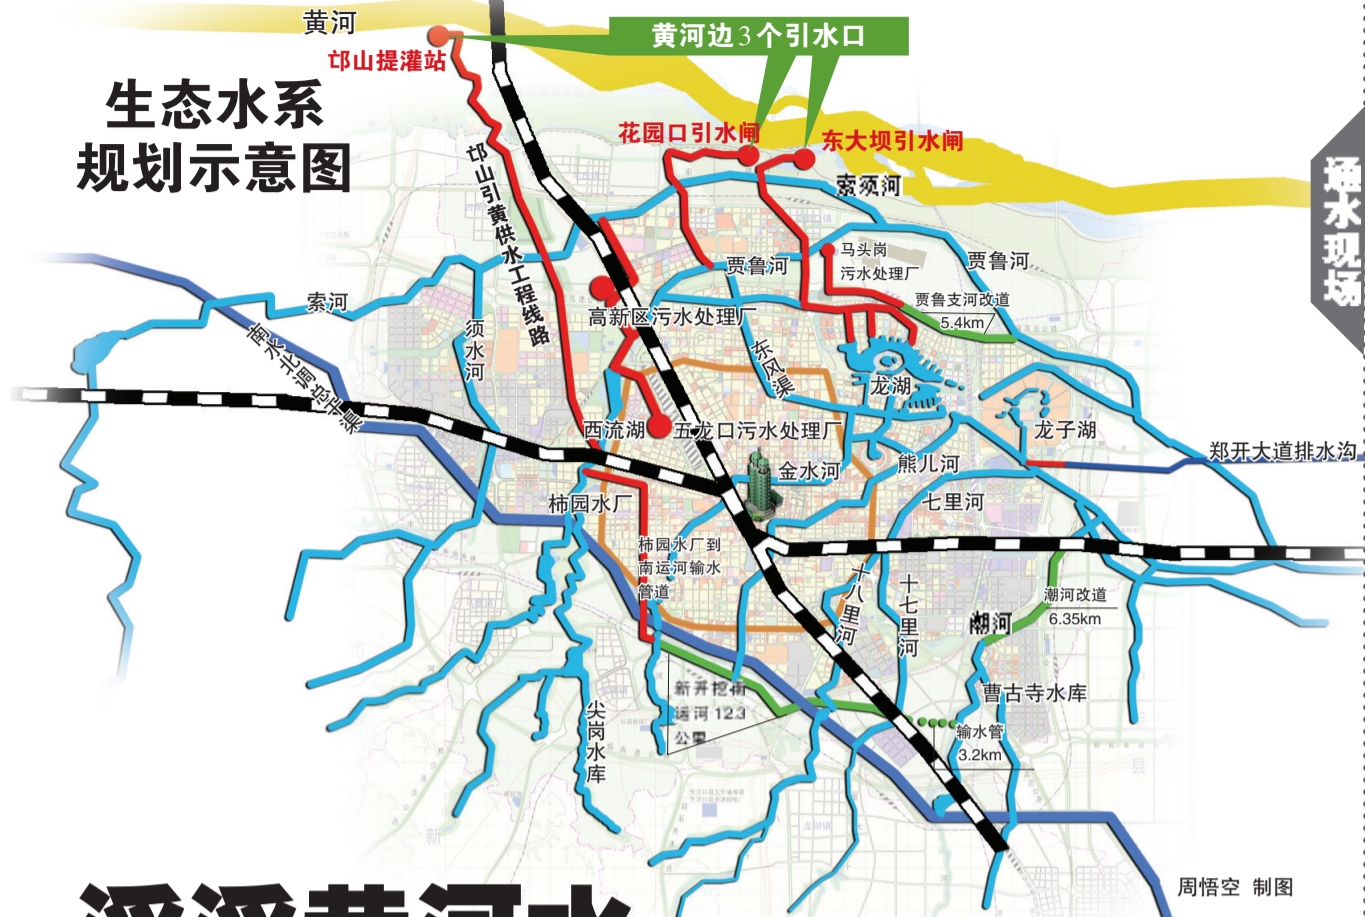 黄河
黄河边3个引水口
邙山提灌站
生态水系
规划示意图
花园口引水闸
东大坝引水闸
索须河
通水现场
邙山引黄供水工程线路
马头岗
污水处理厂
贾鲁河
贾鲁河
贾鲁支河改道
5.4km
索河
须水河
南水北调总干渠
高新区污水处理厂
东风渠
龙湖
西流湖
五龙口污水处理厂
龙子湖
郑开大道排水沟
金水河
熊儿河
七里河
柿园水厂
柿园水厂到
南运河输水
管道
十八里河
十七里河
潮河改道
6.35km
潮河
新开挖南
运河12.3
公里
曹古寺水库
尖岗水库
输水管
3.2km
周悟空 制图
滔滔黄河水